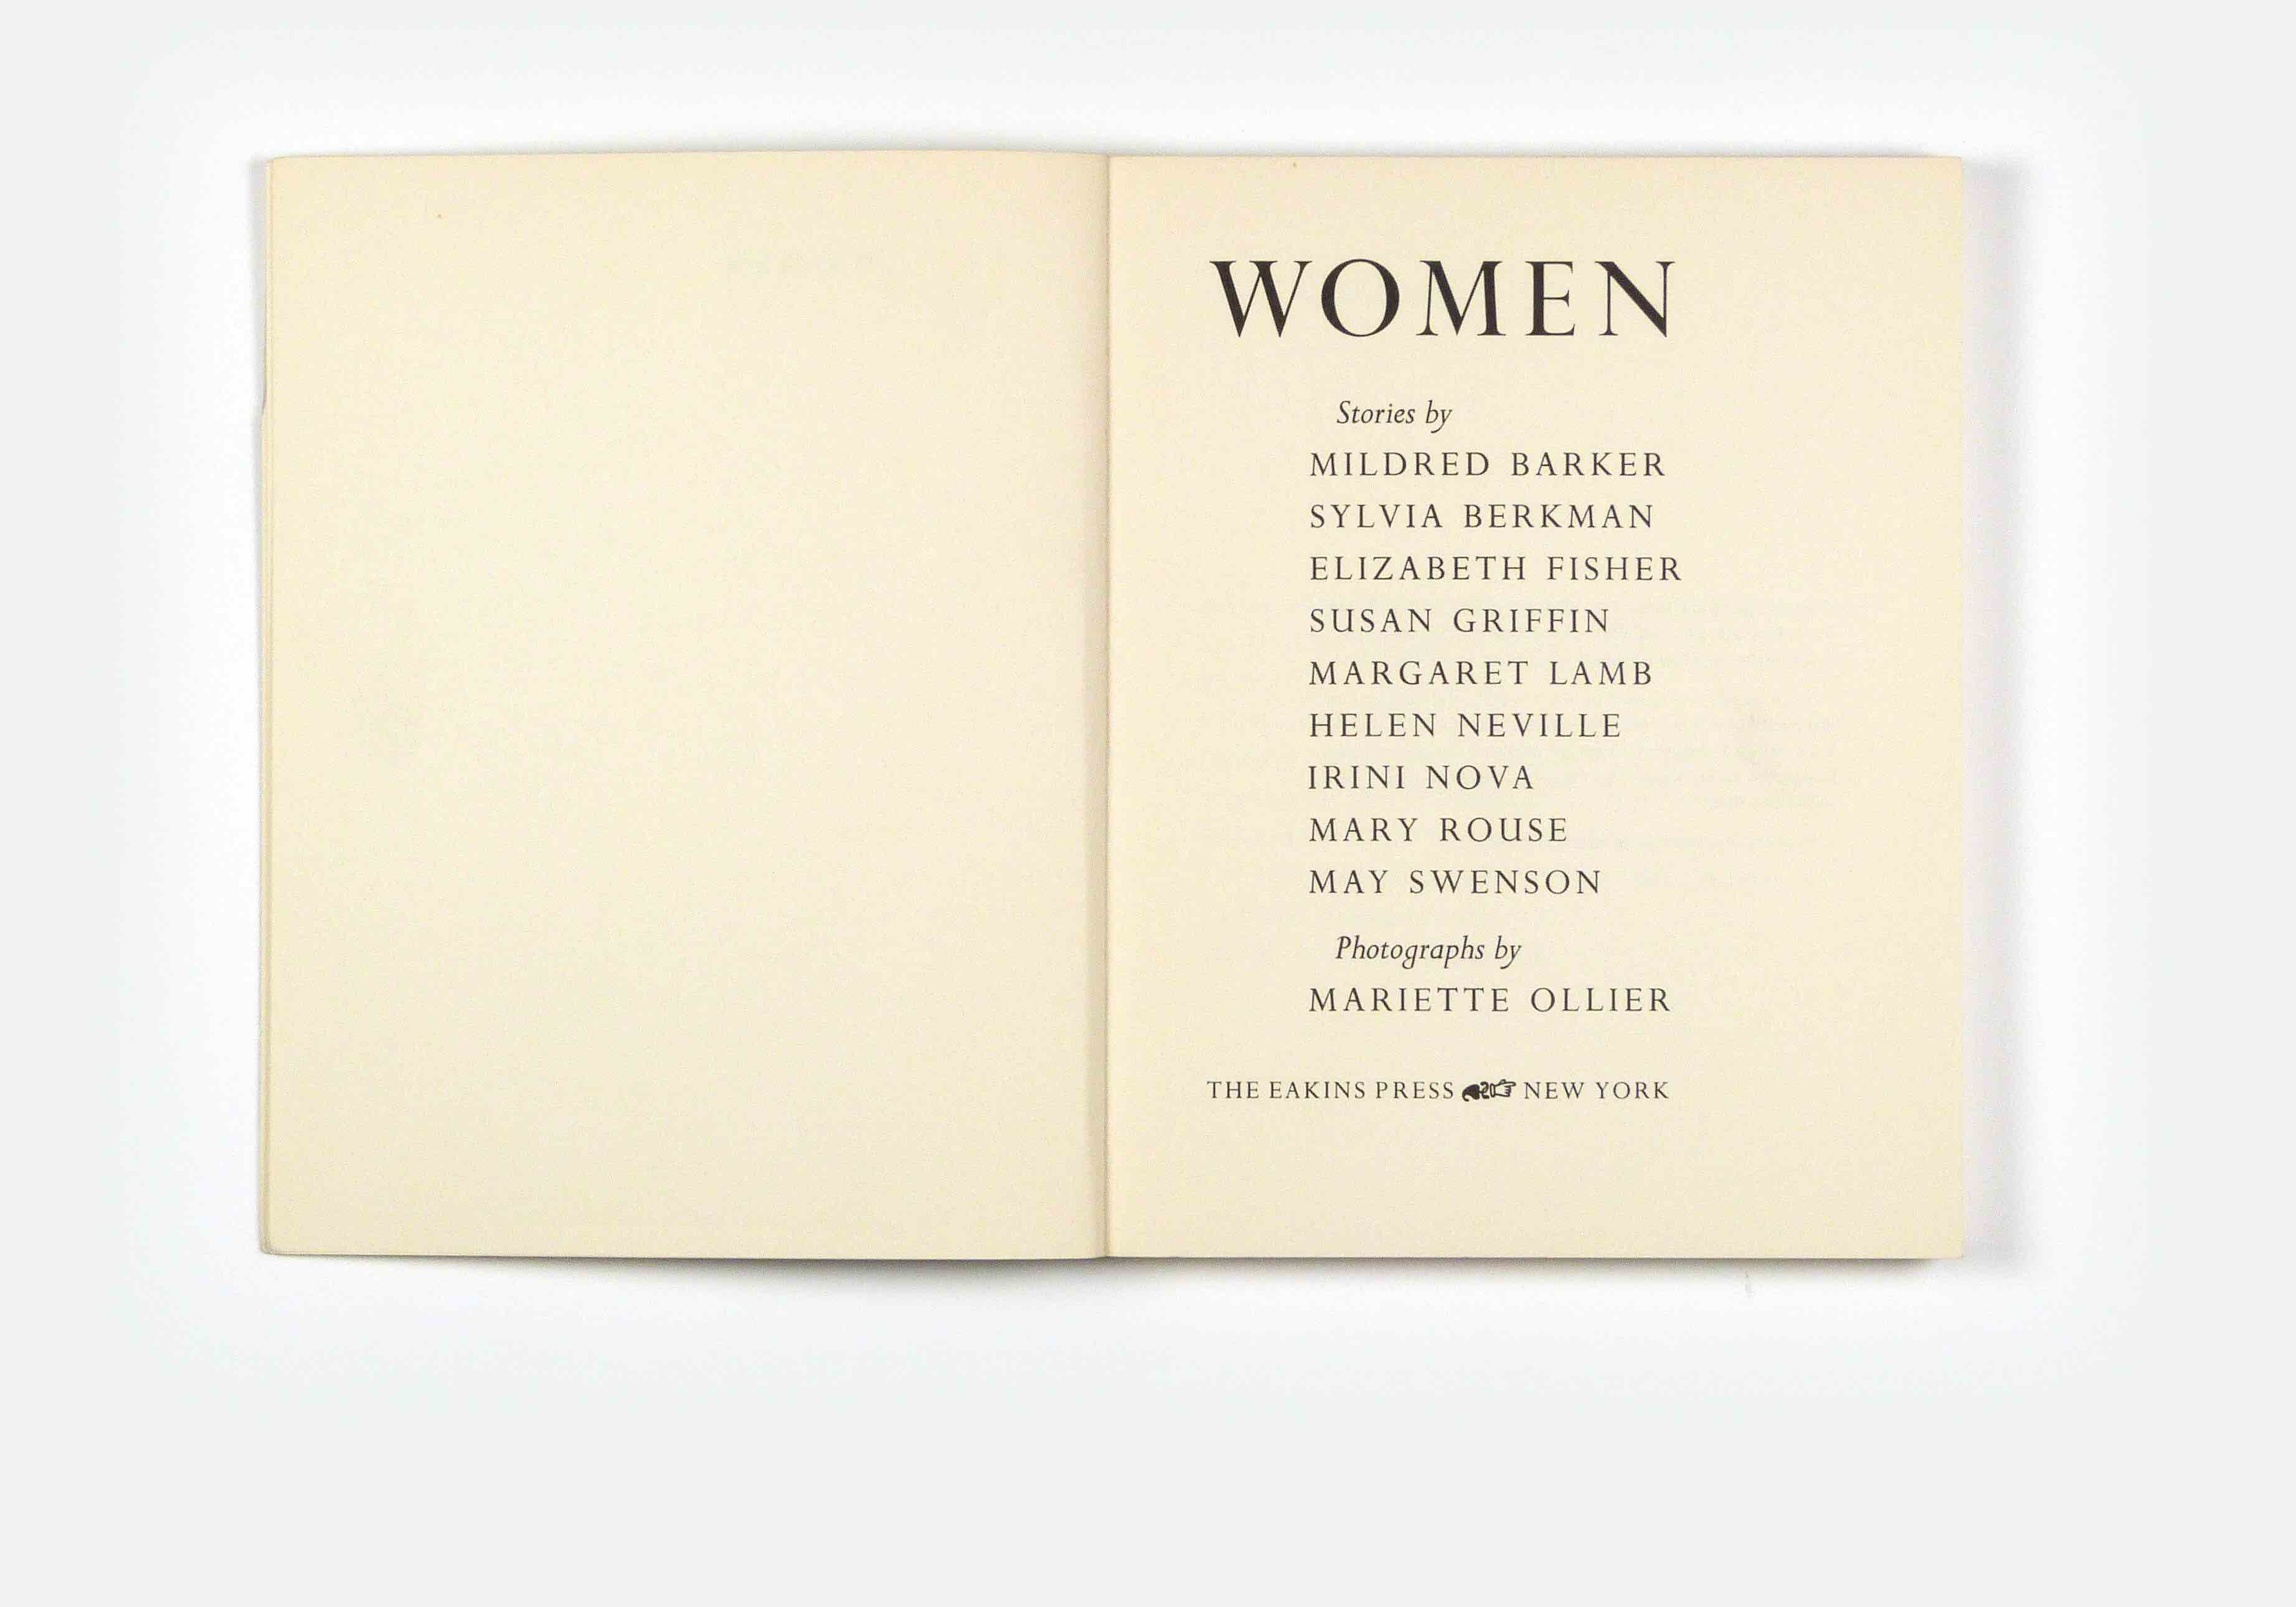 WOMEN
Stories by
MILDRED BARKER
SYLVIA BERKMAN
ELIZABETH FISHER
SUSAN GRIFFIN
MARGARET LAMB
HELEN NEVILLE
IRINI NOVA
MARY ROUSE
MAY SWENSON
Photographs by
MARIETTE OLLIER
THE EAKINS PRESS NEW YORK